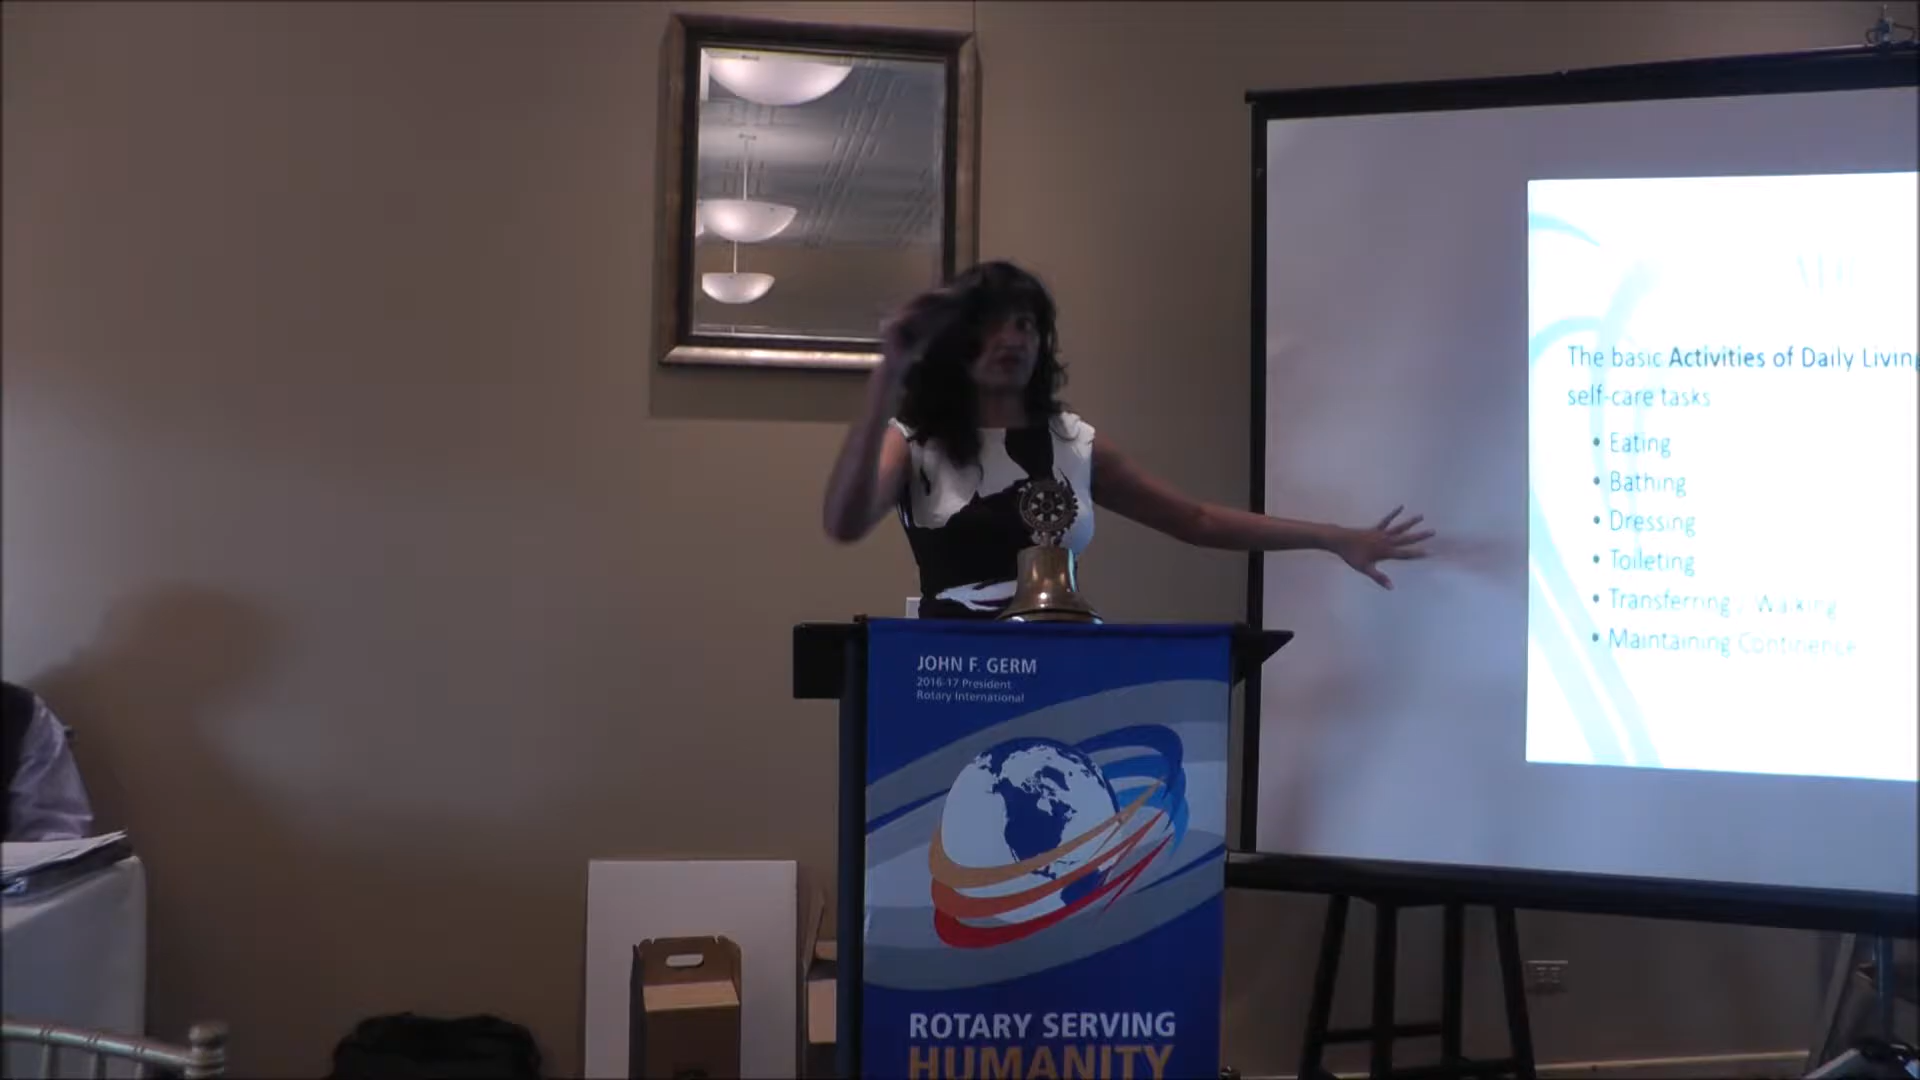 The basic Activities of Daily Living
self-care tasks
• Eating
• Bathing
• Dressing
• Toileting
• Transferring / Walking
• Maintaining Continence
JOHN F. GERM
2016-17 President
Rotary International
ROTARY SERVING
HUMANITY